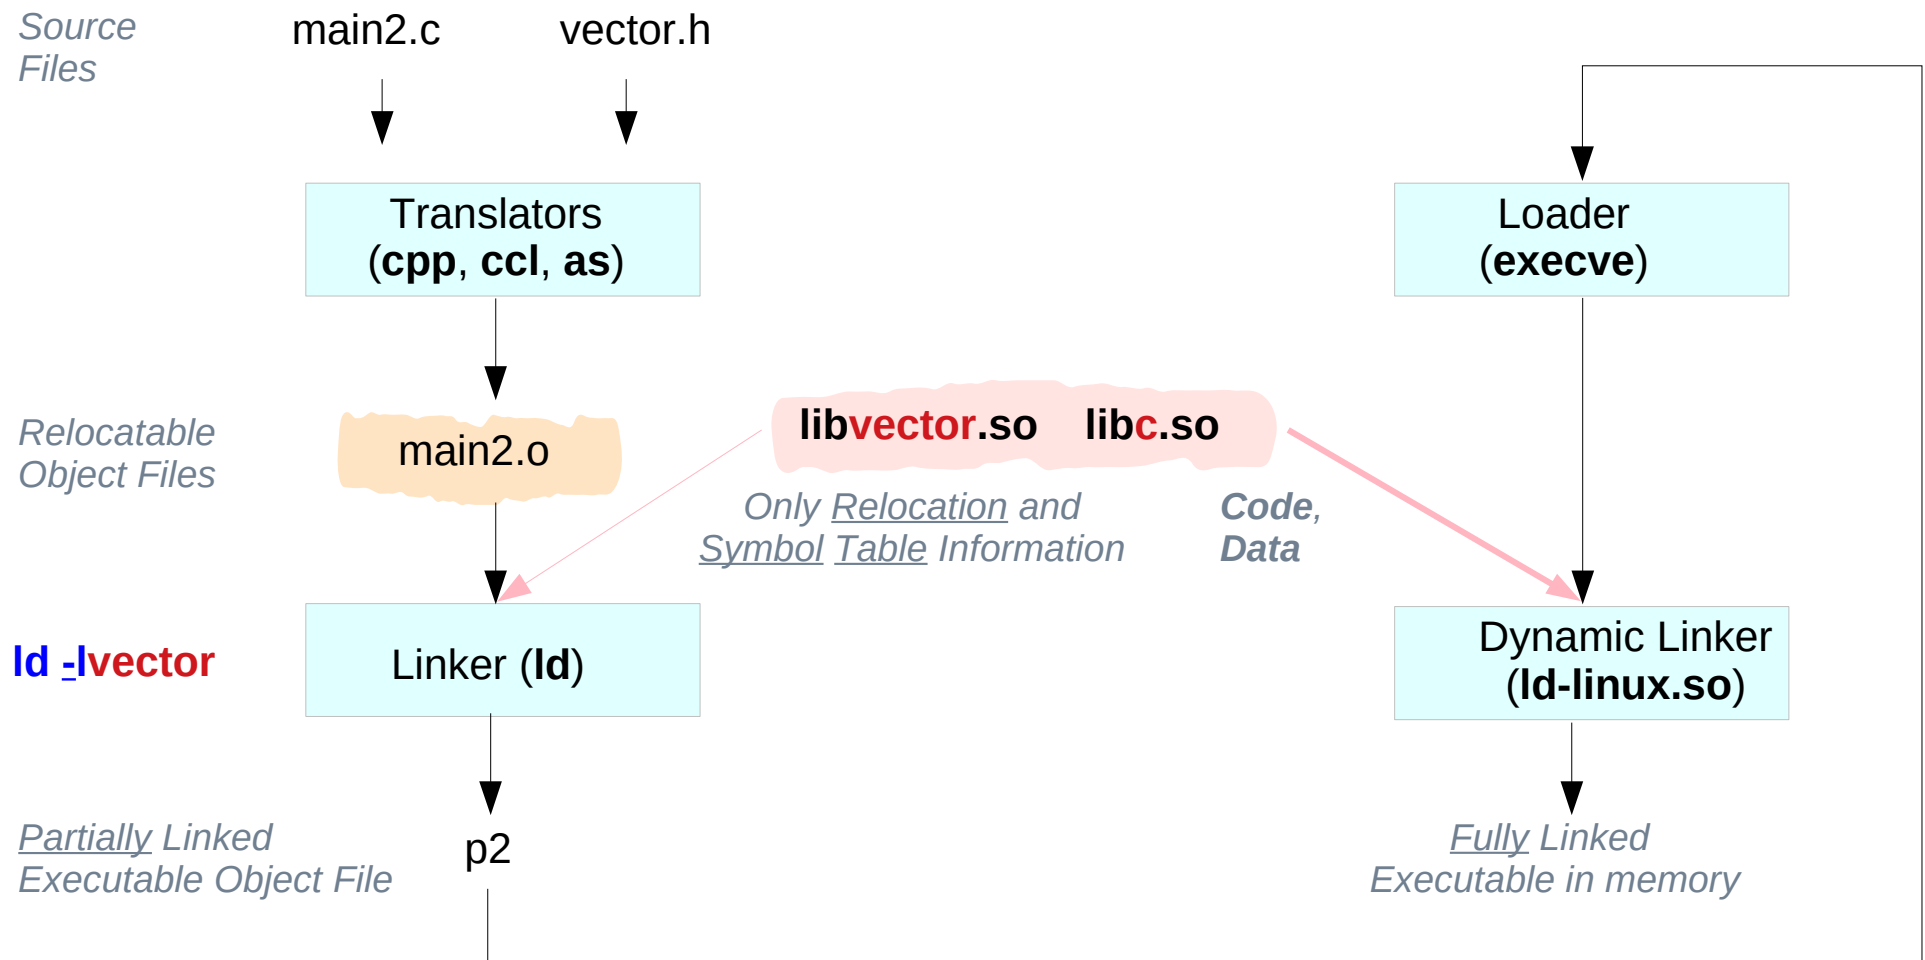 Source
Files
main2.c
vector.h
Translators
(cpp, ccl, as)
Loader
(execve)
Relocatable
Object Files
main2.o
libvector.so libc.so
Only Relocation and
Symbol Table Information
Code,
Data
ld -lvector
Linker (ld)
Dynamic Linker
(ld-linux.so)
Partially Linked
Executable Object File
p2
Fully Linked
Executable in memory